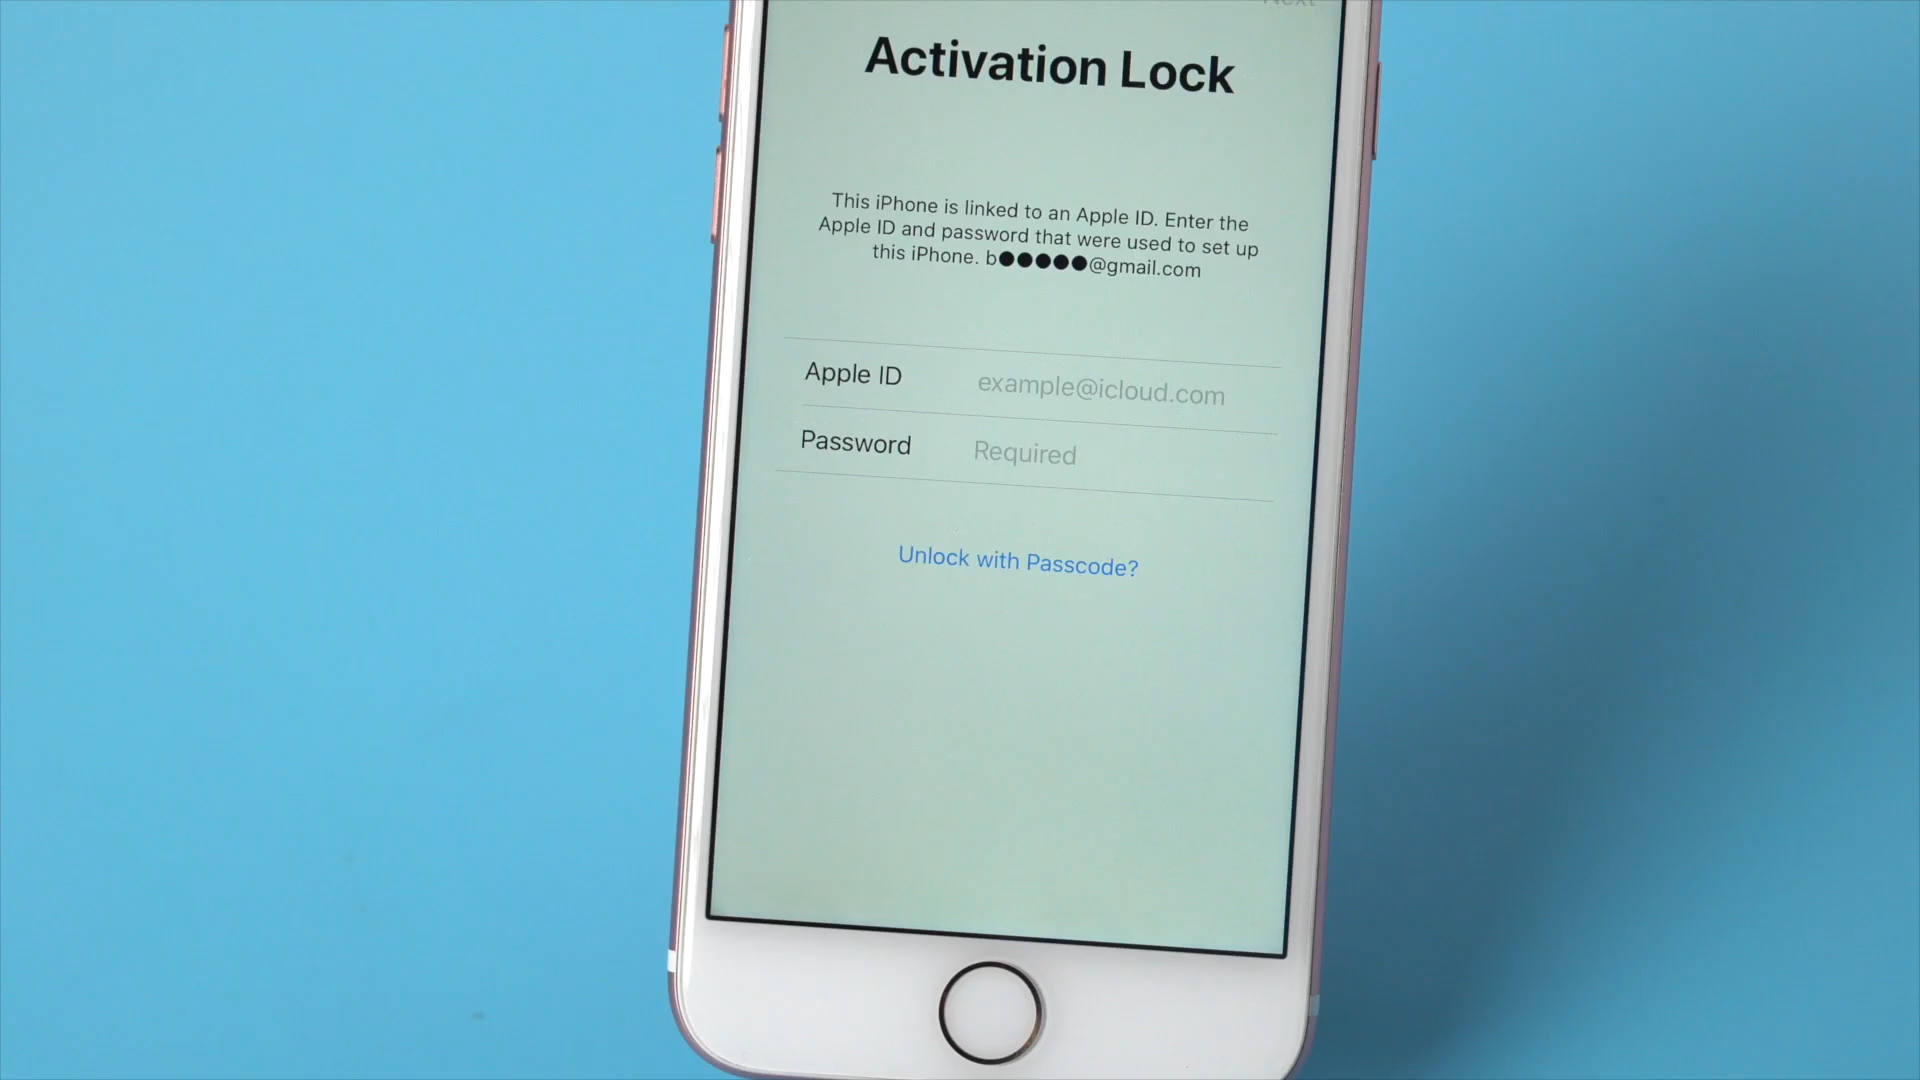 Next
Activation Lock
This iPhone is linked to an Apple ID. Enter the
Apple ID and password that were used to set up
this iPhone. b●●●●●@gmail.com
Apple ID example@icloud.com
Password Required
Unlock with Passcode?